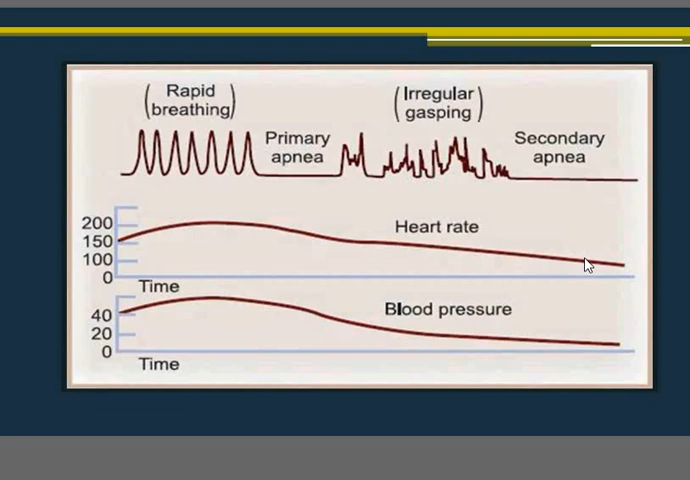 (Rapid
breathing)
Primary
apnea
(Irregular
gasping)
Secondary
apnea
200
150
100
0
Heart rate
Time
40
20
0
Blood pressure
Time